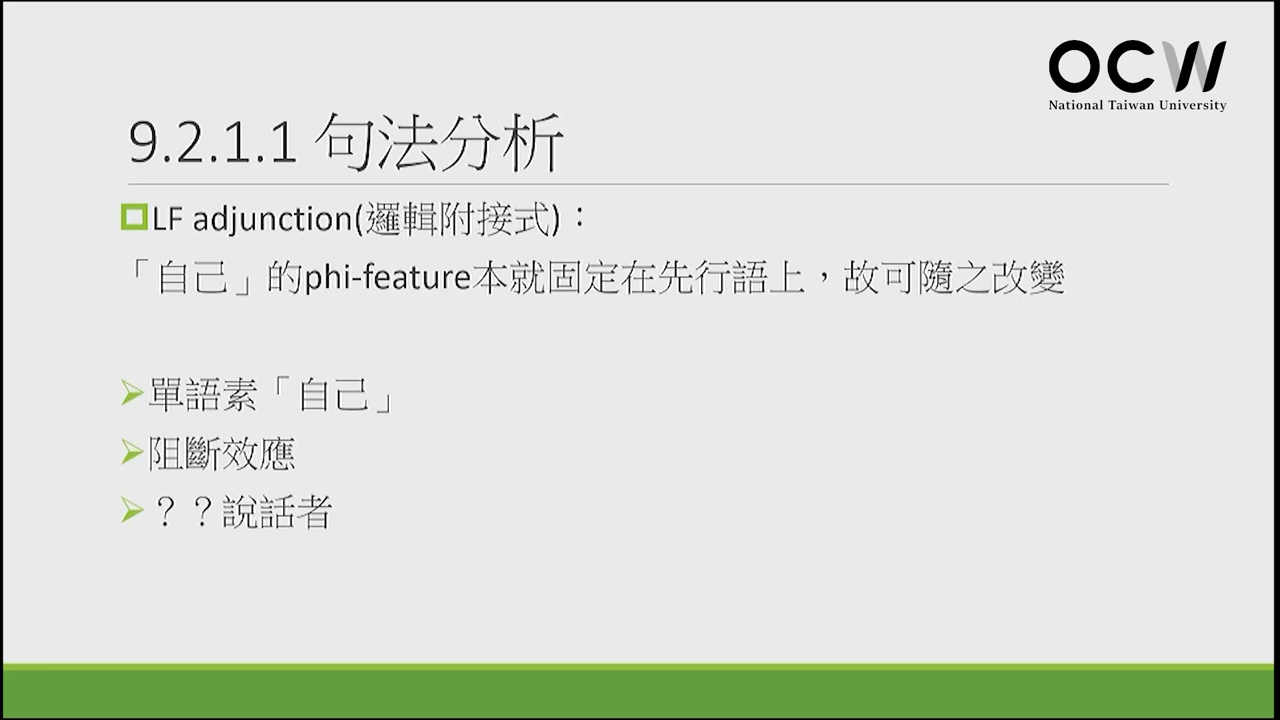 OCW
National Taiwan University
9.2.1.1 句法分析
LF adjunction(邏輯附接式)：
「自己」的phi-feature本就固定在先行語上，故可隨之改變
單語素「自己」
阻斷效應
？？說話者